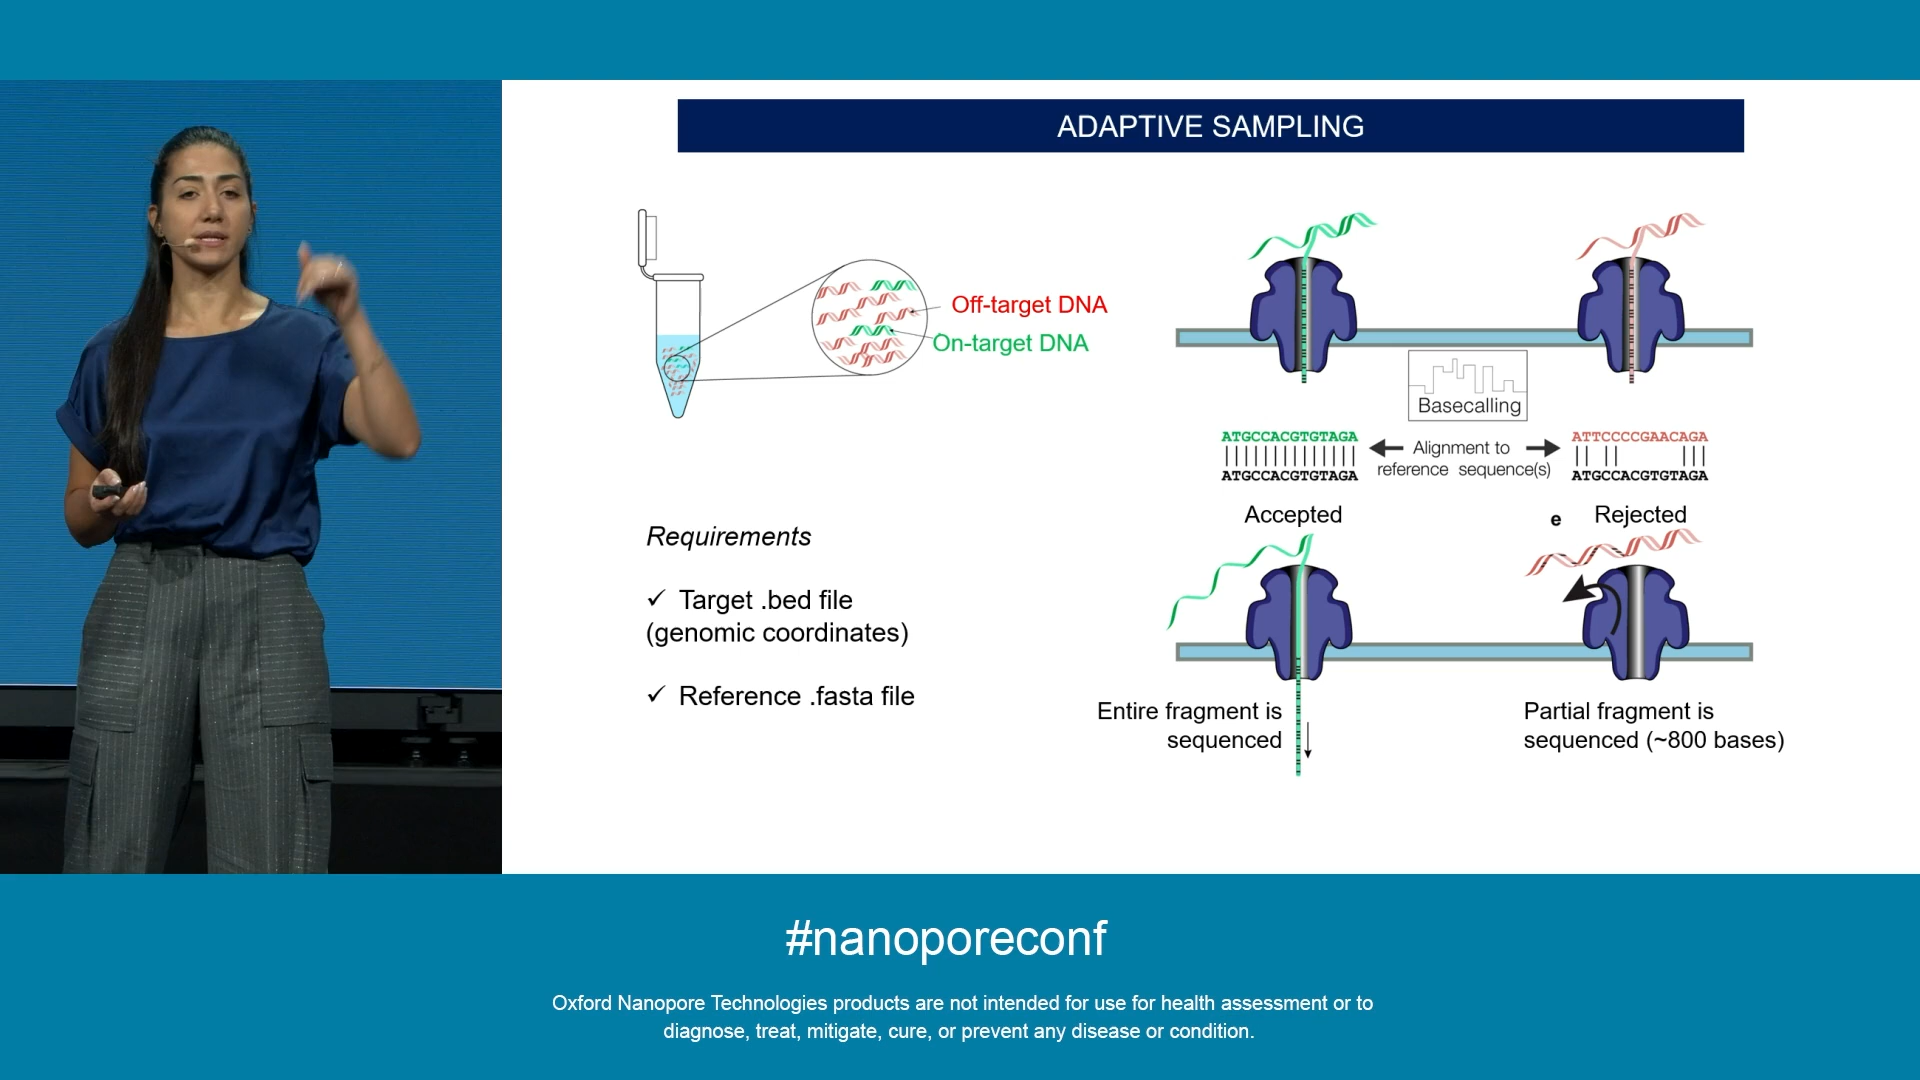 ADAPTIVE SAMPLING
Off-target DNA
On-target DNA
Basecalling
ATGCCACGTGTAGA
Alignment to
reference sequence(s)
ATTCCCCGAACAGA
ATGCCACGTGTAGA
ATGCCACGTGTAGA
Accepted
e Rejected
Requirements
✓ Target .bed file
(genomic coordinates)
✓ Reference .fasta file
Entire fragment is
sequenced
Partial fragment is
sequenced (~800 bases)
#nanoporeconf
Oxford Nanopore Technologies products are not intended for use for health assessment or to
diagnose, treat, mitigate, cure, or prevent any disease or condition.